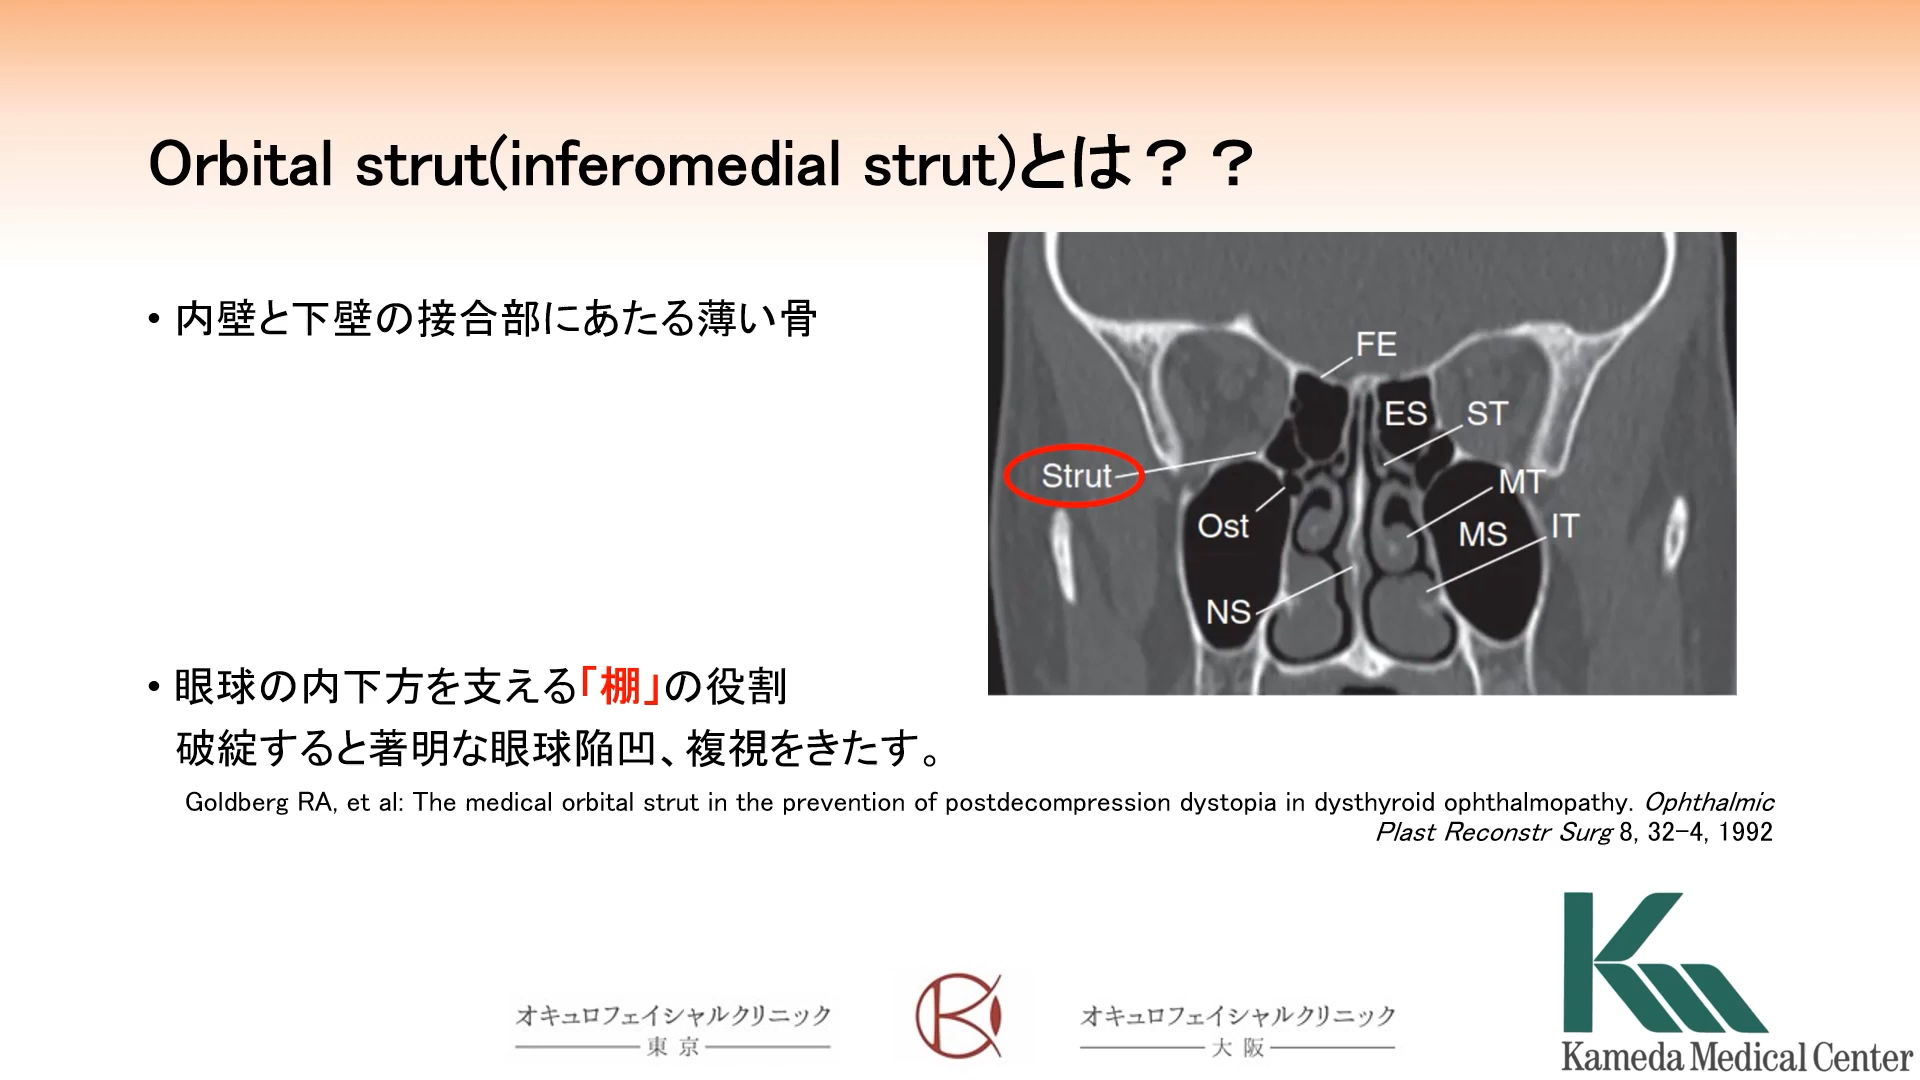 Orbital strut(inferomedial strut)とは？？
• 内壁と下壁の接合部にあたる薄い骨
FE
ES
ST
Strut
MT
Ost
MS
IT
NS
• 眼球の内下方を支える「棚」の役割
破綻すると著明な眼球陥凹、複視をきたす。
Goldberg RA, et al: The medical orbital strut in the prevention of postdecompression dystopia in dysthyroid ophthalmopathy. Ophthalmic
Plast Reconstr Surg 8, 32-4, 1992
オキュロフェイシャルクリニック
東京
オキュロフェイシャルクリニック
大阪
Kameda Medical Center